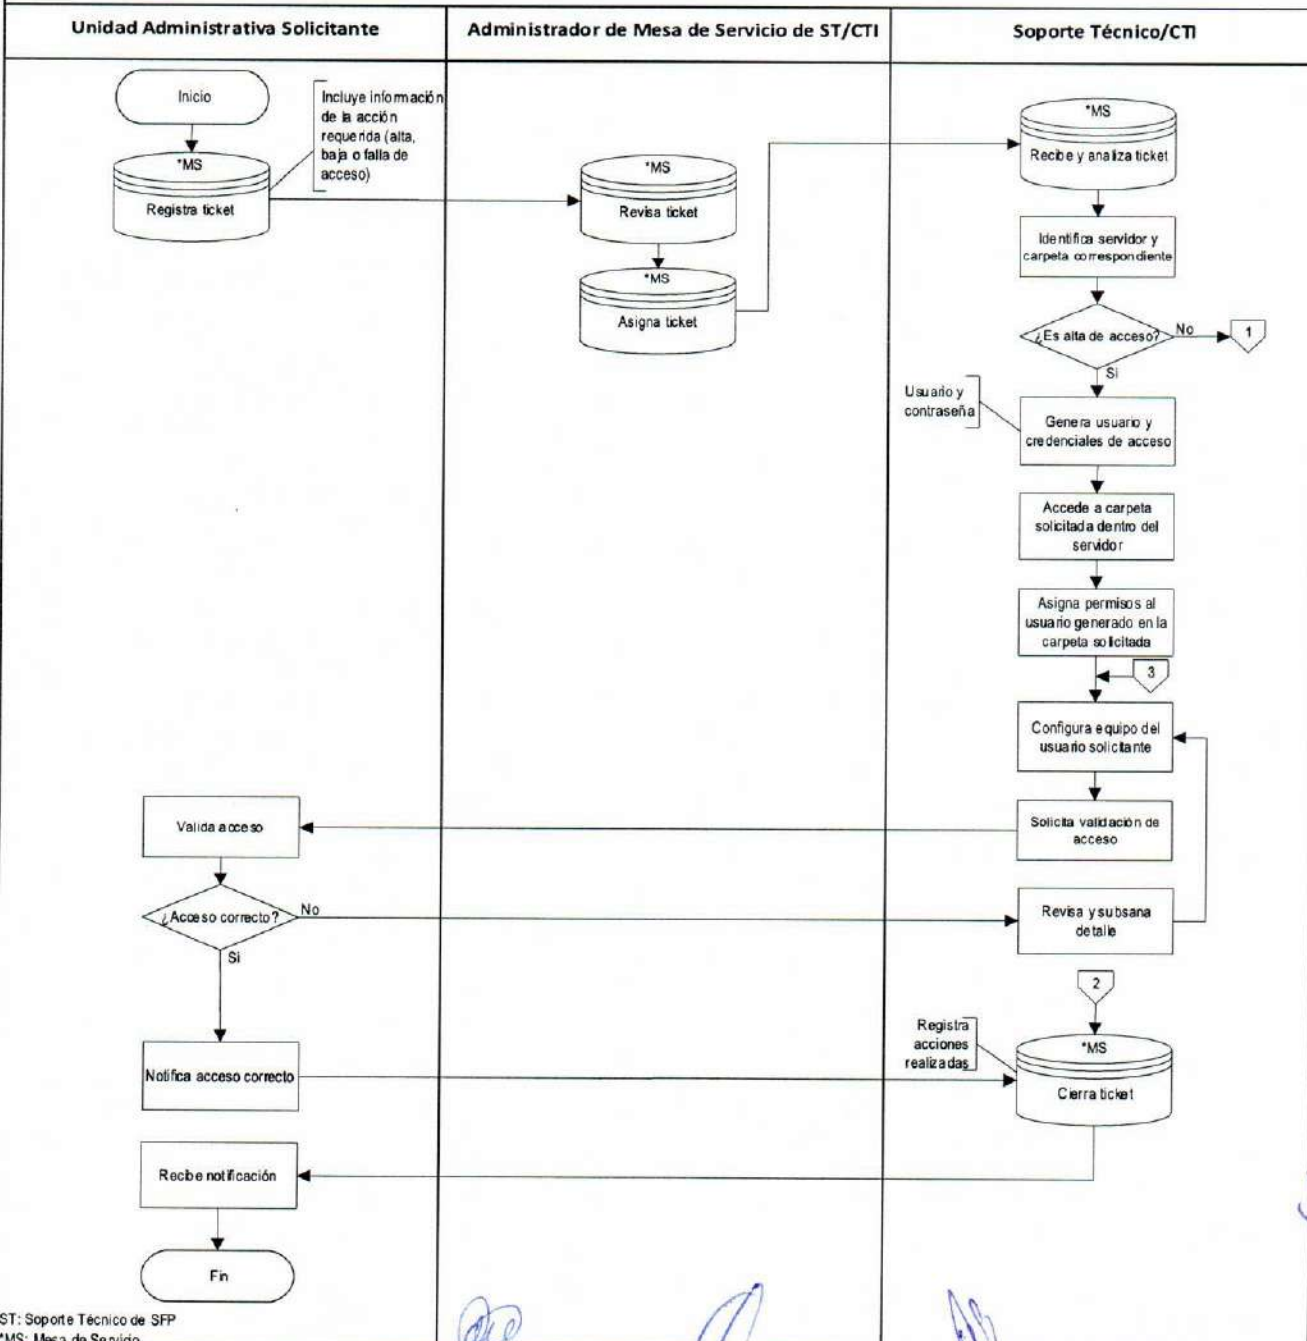 Unidad Administrativa Solicitante
Administrador de Mesa de Servicio de ST/CTI
Soporte Técnico/CTI
Inicio
Incluye información
de la acción
requerida (alta,
baja o falla de
acceso)
*MS
Registra ticket
*MS
Revisa ticket
*MS
Asigna ticket
*MS
Recibe y analiza ticket
Identifica servidor y
carpeta correspondiente
¿Es alta de acceso?
No
1
Si
Usuario y
contraseña
Genera usuario y
credenciales de acceso
Accede a carpeta
solicitada dentro del
servidor
Asigna permisos al
usuario generado en la
carpeta solicitada
3
Configura equipo del
usuario solicitante
Solicita validación de
acceso
Valida acceso
¿Acceso correcto?
No
Si
Revisa y subsana
detalle
2
Registra
acciones
realizadas
*MS
Cierra ticket
Notifica acceso correcto
Recibe notificación
Fin
ST: Soporte Técnico de SFP
*MS: Mesa de Servicio